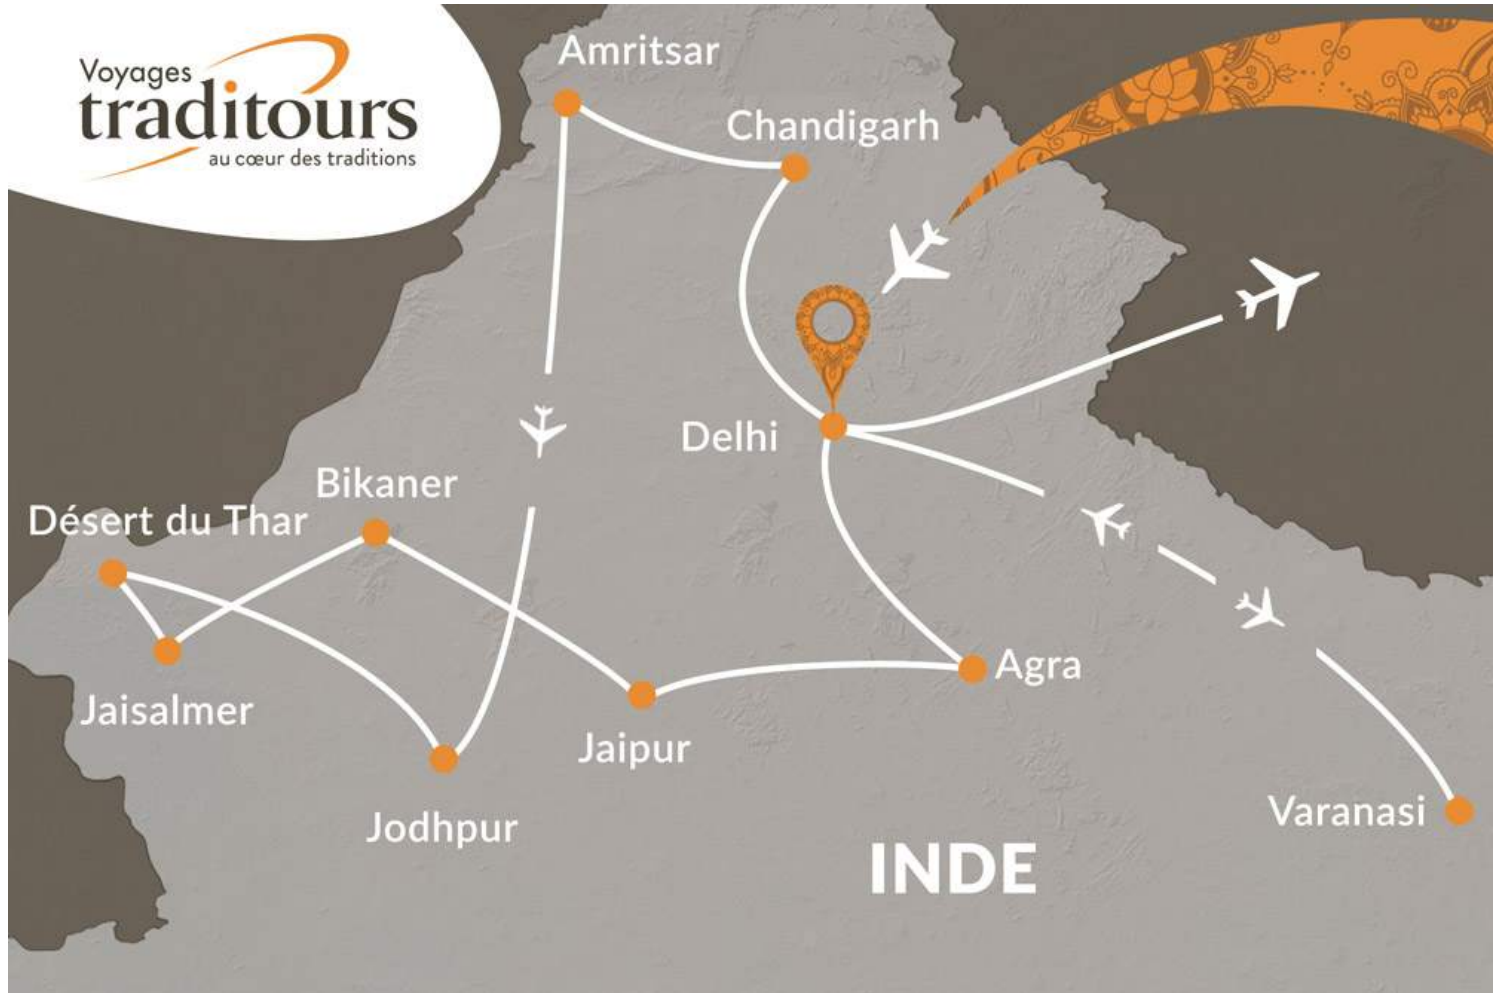 Voyages
traditours
au cœur des traditions
Amritsar
Chandigarh
Delhi
Bikaner
Désert du Thar
Jaisalmer
Agra
Jaipur
Jodhpur
Varanasi
INDE